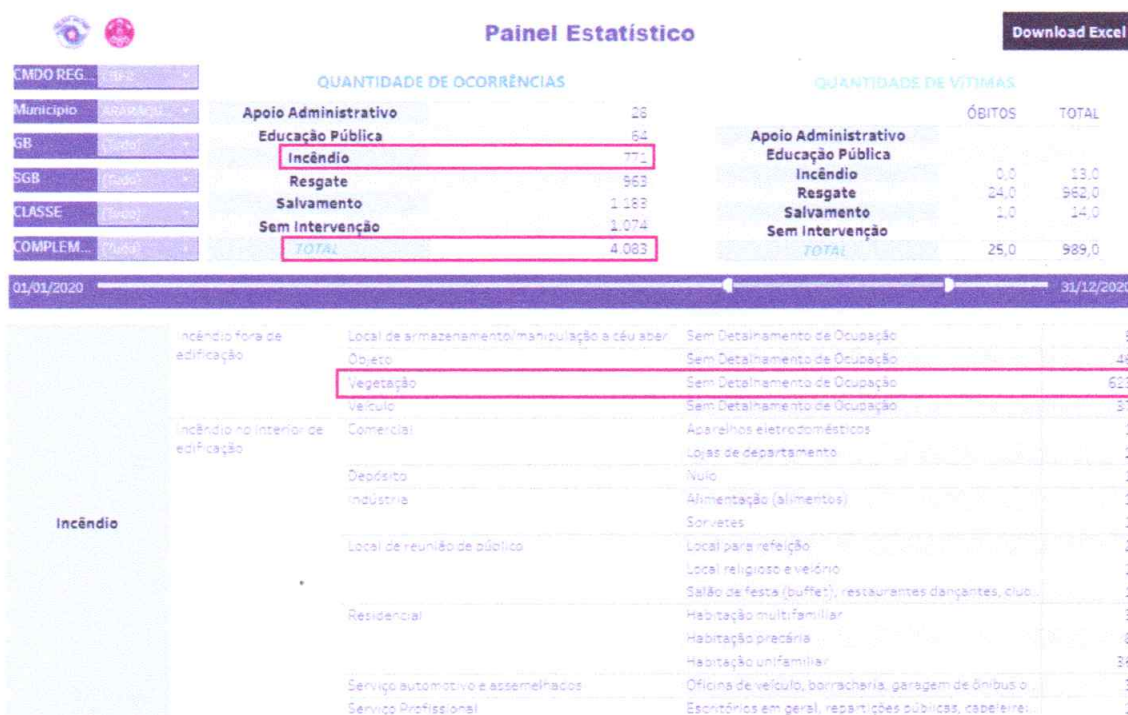 Painel Estatístico
Download Excel
CMDO REG...
Município ARARAQU...
GB (Tudo)
SGB (Tudo)
CLASSE (Tudo)
COMPLEM... (Tudo)
QUANTIDADE DE OCORRÊNCIAS
Apoio Administrativo 28
Educação Pública 64
Incêndio 771
Resgate 963
Salvamento 1.183
Sem Intervenção 1.074
TOTAL 4.083
QUANTIDADE DE VÍTIMAS
ÓBITOS TOTAL
Apoio Administrativo
Educação Pública
Incêndio 0,0 13,0
Resgate 24,0 962,0
Salvamento 1,0 14,0
Sem Intervenção
TOTAL 25,0 989,0
01/01/2020 31/12/2020
Incêndio
Incêndio fora de edificação Local de armazenamento/manipulação a céu aber Sem Detalhamento de Ocupação
Objeto Sem Detalhamento de Ocupação
Vegetação Sem Detalhamento de Ocupação 623
Veículo Sem Detalhamento de Ocupação
Incêndio no interior de edificação Comercial Aparelhos eletrodomésticos
Lojas de departamento
Depósito Nulo
Indústria Alimentação (alimentos)
Sorvetes
Local de reunião de público Local para refeição
Local religioso e velório
Salão de festa (buffet), restaurantes dançantes, club...
Residencial Habitação multifamiliar
Habitação precária
Habitação unifamiliar
Serviço automotivo e assemelhados Oficina de veículo, borracharia, garagem de ônibus o...
Serviço Profissional Escritórios em geral, repartições públicas, cabeleirei...